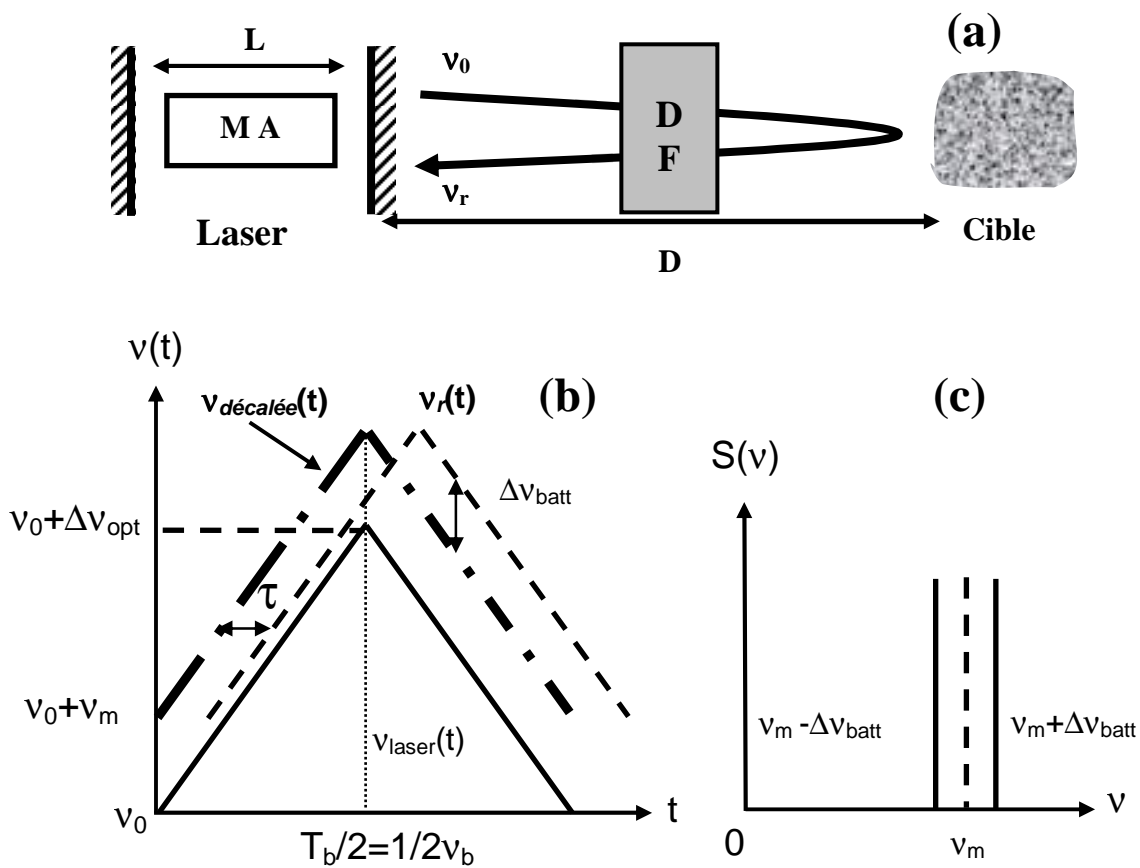 (a)
L
ν0
M A
D
F
νr
Laser
Cible
D
ν(t)
νdécalée(t)
νr(t)
(b)
(c)
S(ν)
Δνbatt
ν0+Δνopt
τ
ν0+νm
νm -Δνbatt
νm+Δνbatt
νlaser(t)
ν0
t
ν
Tb/2=1/2νb
0
νm